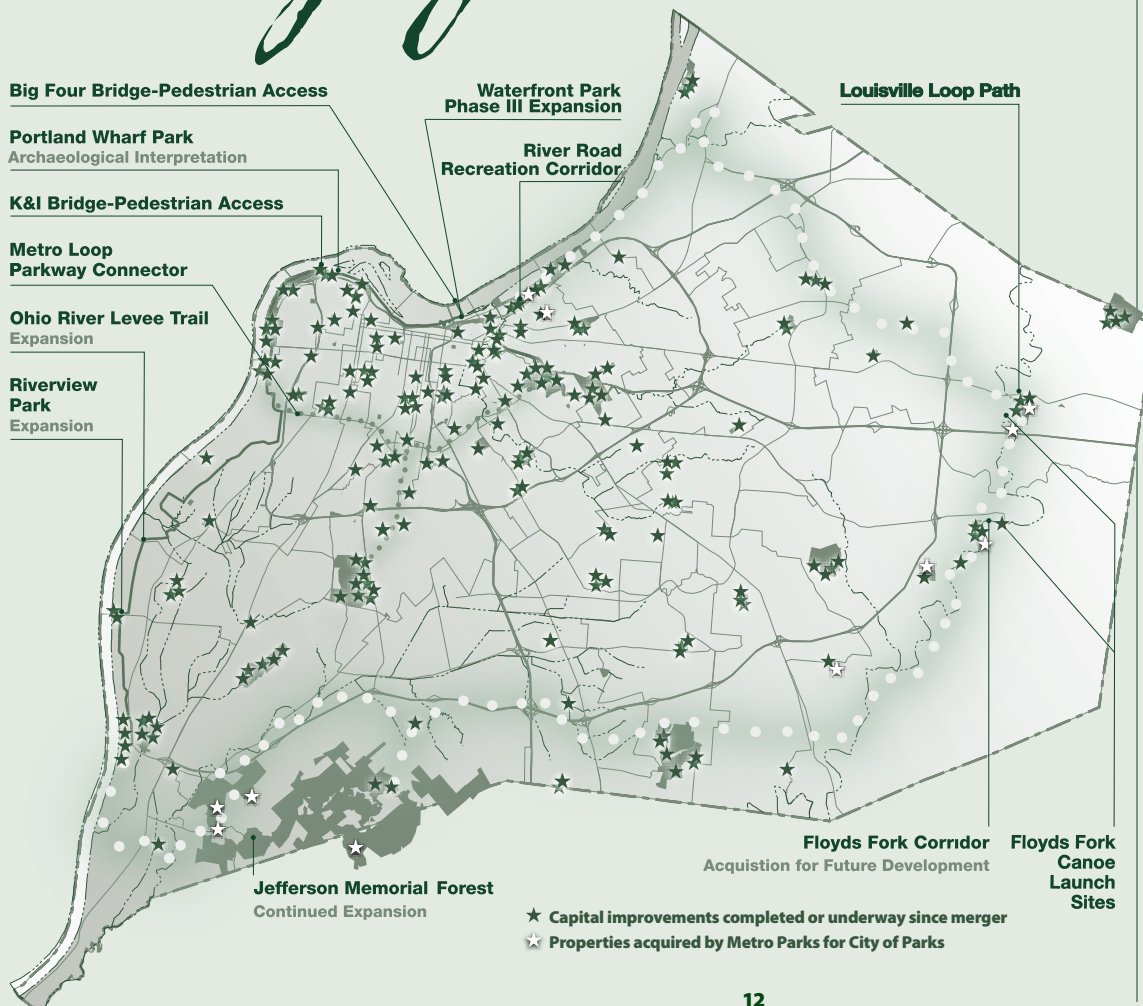 Big Four Bridge-Pedestrian Access
Portland Wharf Park
Archaeological Interpretation
K&I Bridge-Pedestrian Access
Metro Loop
Parkway Connector
Ohio River Levee Trail
Expansion
Riverview
Park
Expansion
Waterfront Park
Phase III Expansion
River Road
Recreation Corridor
Louisville Loop Path
Jefferson Memorial Forest
Continued Expansion
Floyds Fork Corridor
Acquistion for Future Development
Floyds Fork
Canoe
Launch
Sites
Capital improvements completed or underway since merger
Properties acquired by Metro Parks for City of Parks
12